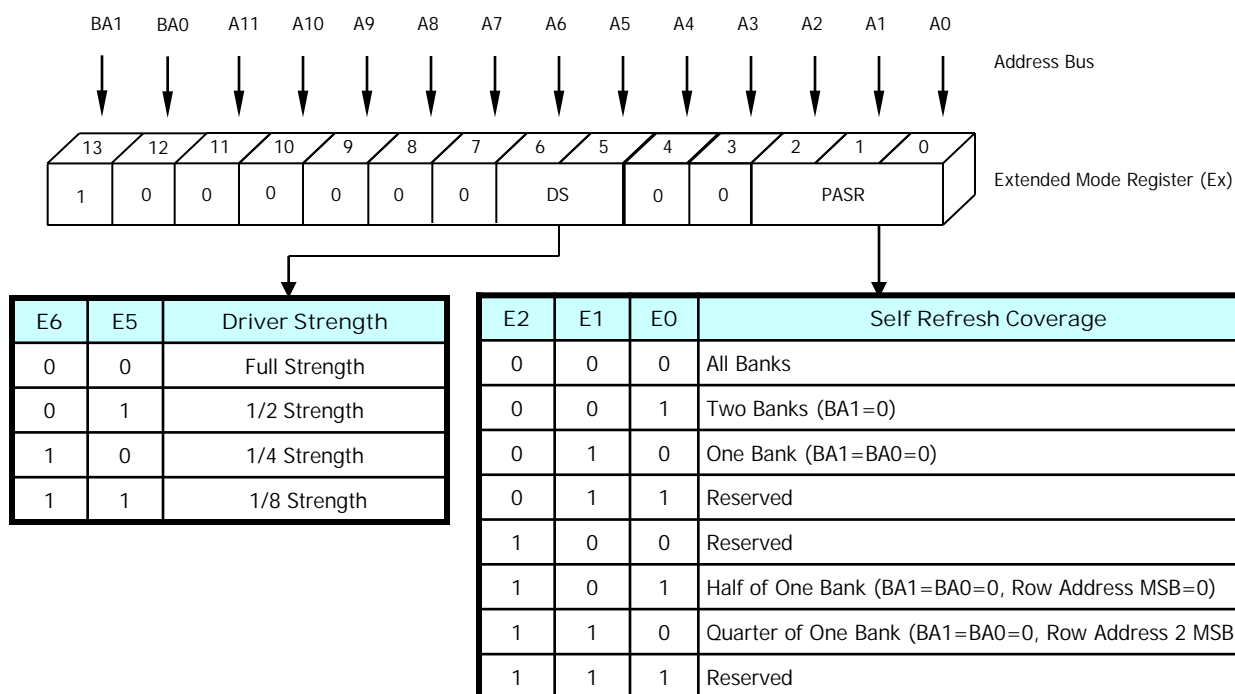 BA1 BA0 A11 A10 A9 A8 A7 A6 A5 A4 A3 A2 A1 A0
Address Bus
13 12 11 10 9 8 7 6 5 4 3 2 1 0
1 0 0 0 0 0 0 DS 0 0 PASR
Extended Mode Register (Ex)
E6 E5 Driver Strength
0 0 Full Strength
0 1 1/2 Strength
1 0 1/4 Strength
1 1 1/8 Strength
E2 E1 E0 Self Refresh Coverage
0 0 0 All Banks
0 0 1 Two Banks (BA1=0)
0 1 0 One Bank (BA1=BA0=0)
0 1 1 Reserved
1 0 0 Reserved
1 0 1 Half of One Bank (BA1=BA0=0, Row Address MSB=0)
1 1 0 Quarter of One Bank (BA1=BA0=0, Row Address 2 MSB
1 1 1 Reserved